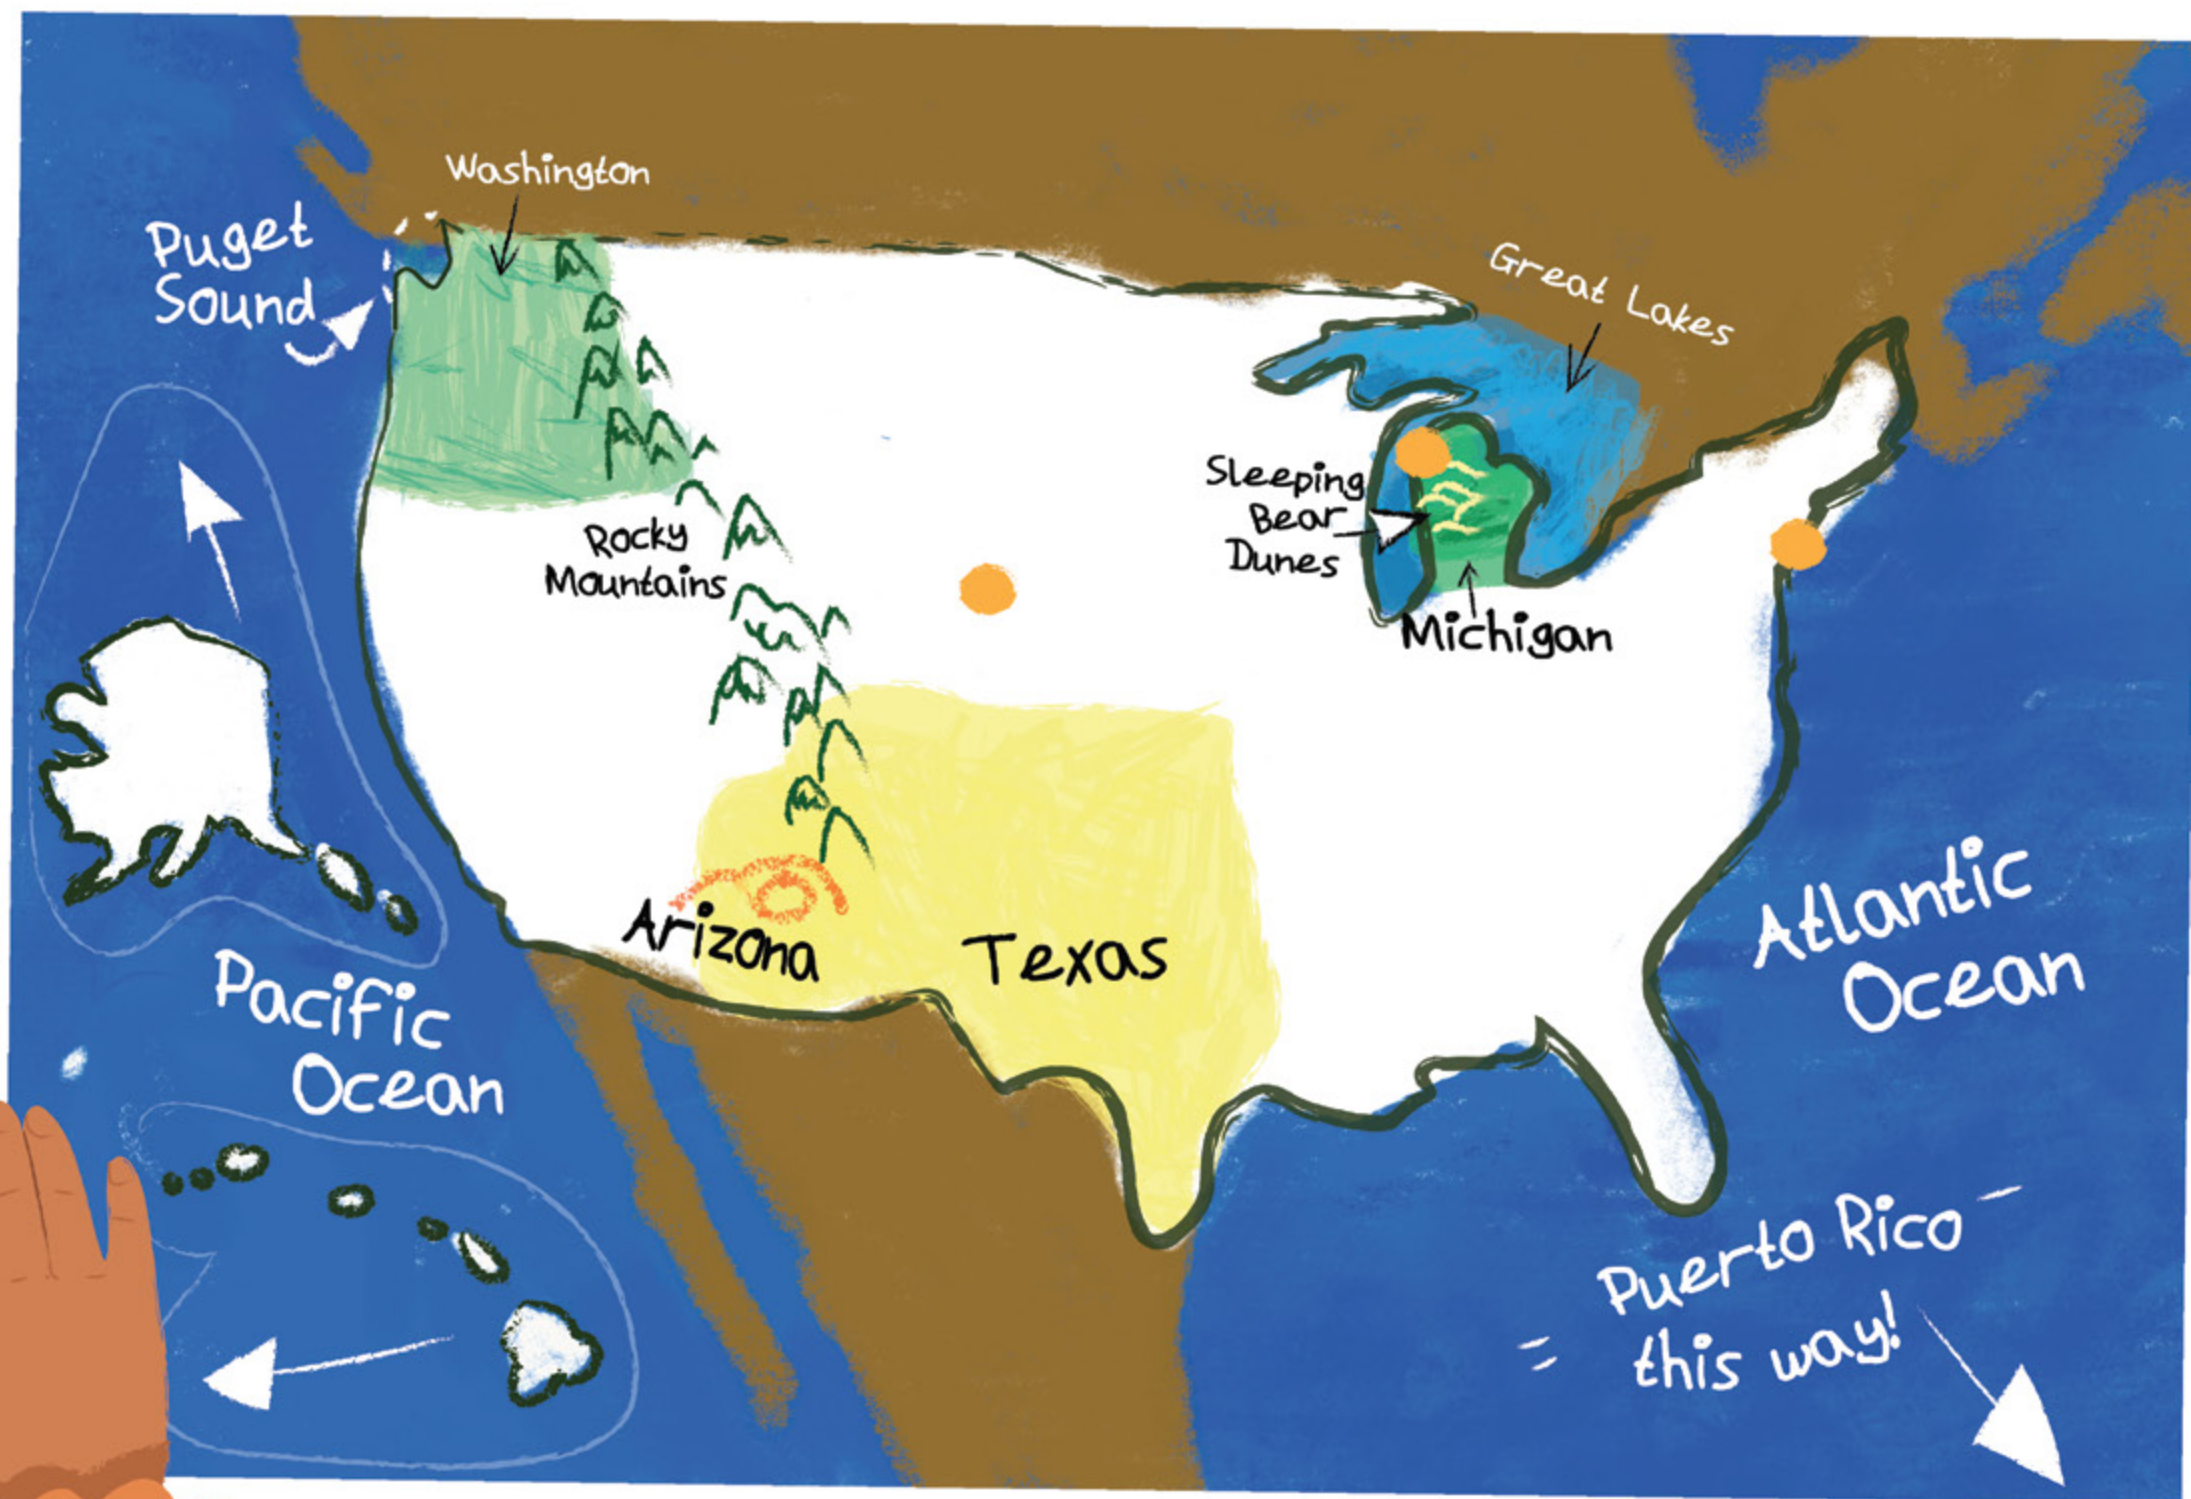 Washington
Puget
Sound
Great Lakes
Sleeping
Bear
Dunes
Rocky
Mountains
Michigan
Arizona
Texas
Atlantic
Ocean
Pacific
Ocean
Puerto Rico
this way!